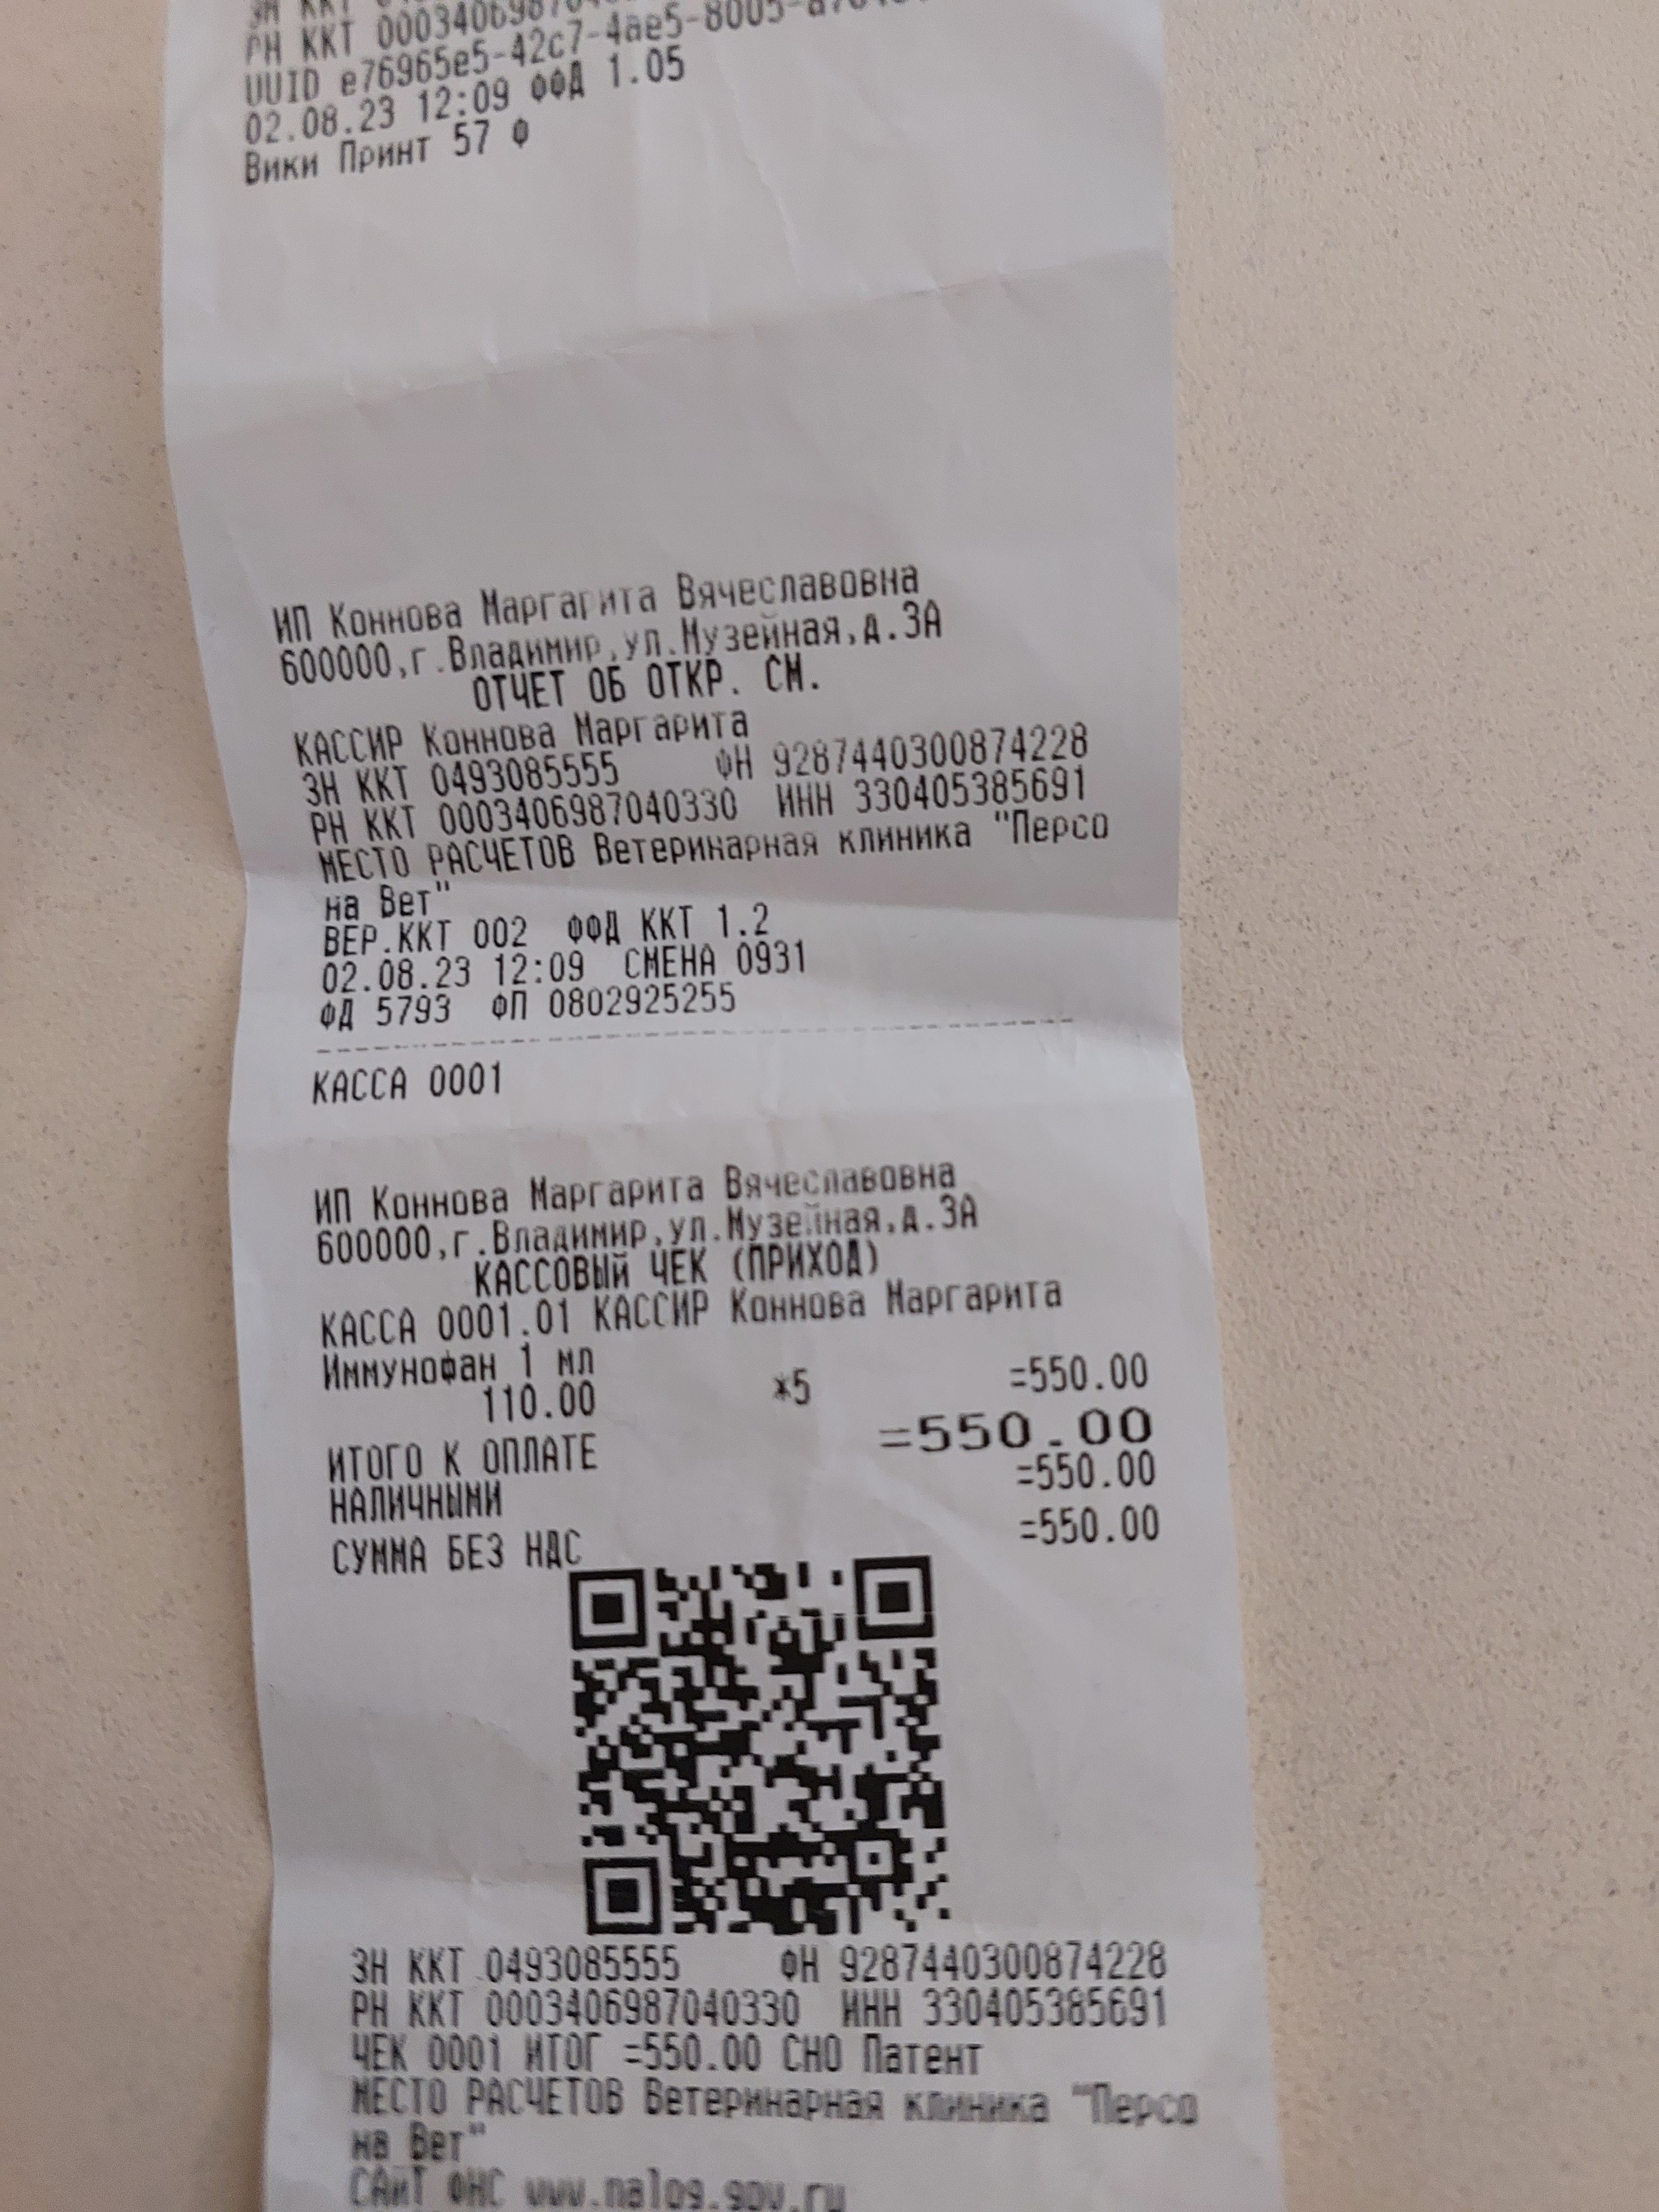 РН ККТ
UUID e76965e5-42c7-4ae5-8005-
02.08.23 12:09 ФФД 1.05
Вики Принт 57 Ф
ИП Коннова Маргарита Вячеславовна
600000,г.Владимир,ул.Музейная,д.3А
ОТЧЕТ ОБ ОТКР. СМ.
КАССИР Коннова Маргарита
ЗН ККТ 0493085555 ФН 9287440300874228
РН ККТ 0003406987040330 ИНН 330405385691
МЕСТО РАСЧЕТОВ Ветеринарная клиника "Персо
на Вет"
ВЕР.ККТ 002 ФФД ККТ 1.2
02.08.23 12:09 СМЕНА 0931
ФД 5793 ФП 0802925255
КАССА 0001
ИП Коннова Маргарита Вячеславовна
600000,г.Владимир,ул.Музейная,д.3А
КАССОВЫЙ ЧЕК (ПРИХОД)
КАССА 0001.01 КАССИР Коннова Маргарита
Иммунофан 1 мл
110.00 *5 =550.00
ИТОГО К ОПЛАТЕ =550.00
НАЛИЧНЫМИ =550.00
СУММА БЕЗ НДС =550.00
ЗН ККТ 0493085555 ФН 9287440300874228
РН ККТ 0003406987040330 ИНН 330405385691
ЧЕК 0001 ИТОГ =550.00 СНО Патент
МЕСТО РАСЧЕТОВ Ветеринарная клиника "Персо
на Вет"
САЙТ ФНС www.nalog.gov.ru